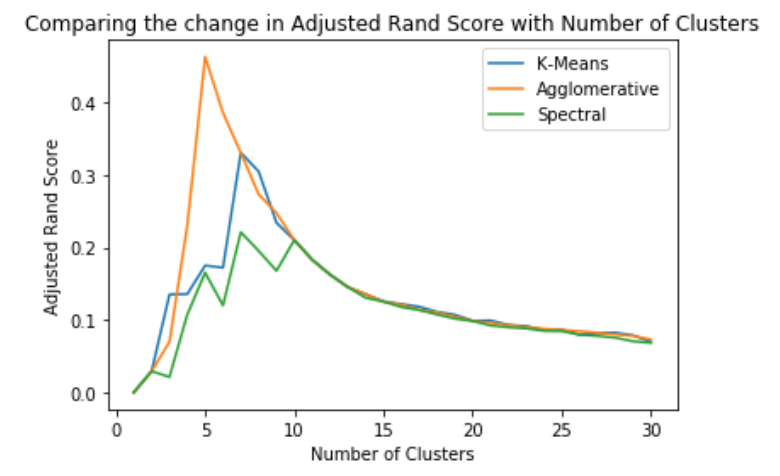 Comparing the change in Adjusted Rand Score with Number of Clusters
K-Means
Agglomerative
Spectral
Adjusted Rand Score
0.4
0.3
0.2
0.1
0.0
0 5 10 15 20 25 30
Number of Clusters